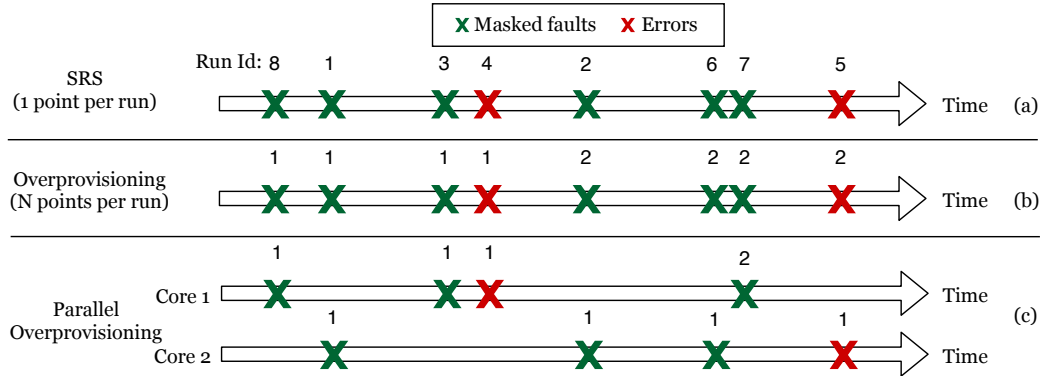 Masked faults Errors
Run Id: 8 1 3 4 2 6 7 5
SRS
(1 point per run)
Time (a)
1 1 1 1 2 2 2 2
Overprovisioning
(N points per run)
Time (b)
1 1 1 2
Core 1 Time
Parallel
Overprovisioning
(c)
1 1 1 1
Core 2 Time